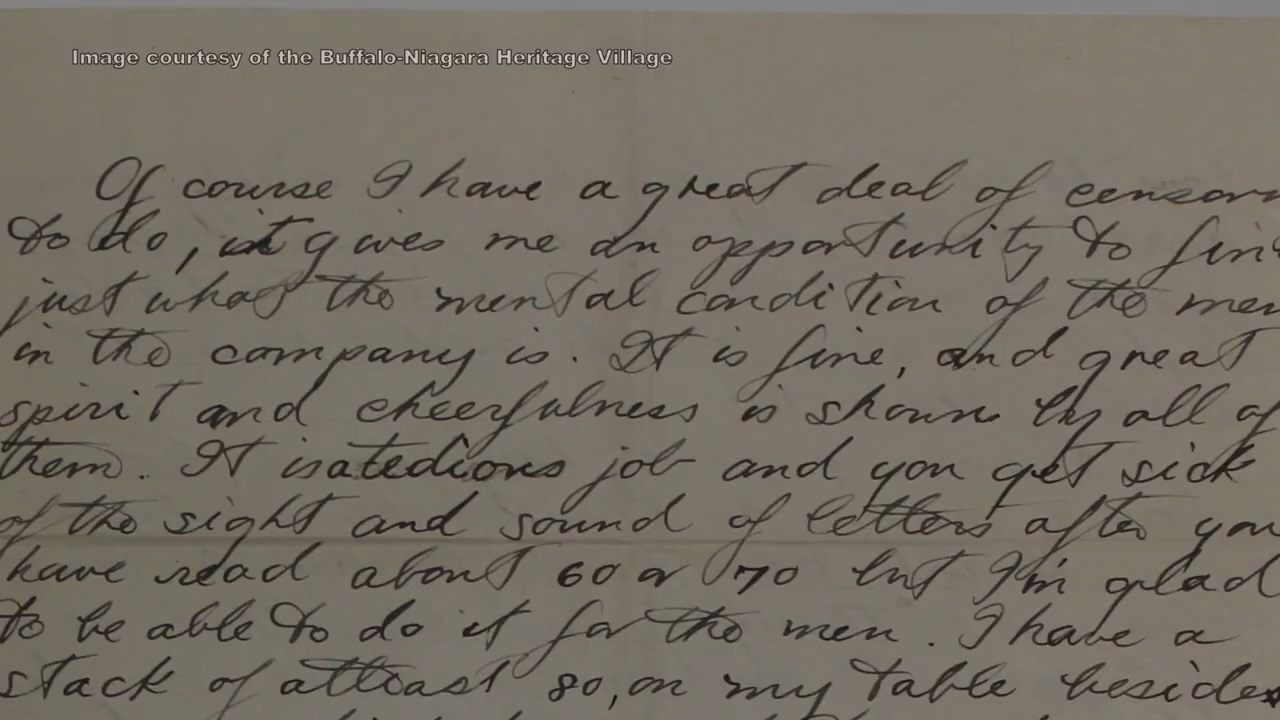 Image courtesy of the Buffalo-Niagara Heritage Village
Of course I have a great deal of censor
to do, it gives me an opportunity to fin
just what the mental condition of the men
in the company is. It is fine, and great
spirit and cheerfulness is shown by all of
them. It is a tedious job and you get sick
of the sight and sound of letters after you
have read about 60 or 70 but I'm glad
to be able to do it for the men. I have a
stack of atleast 80, on my table besides